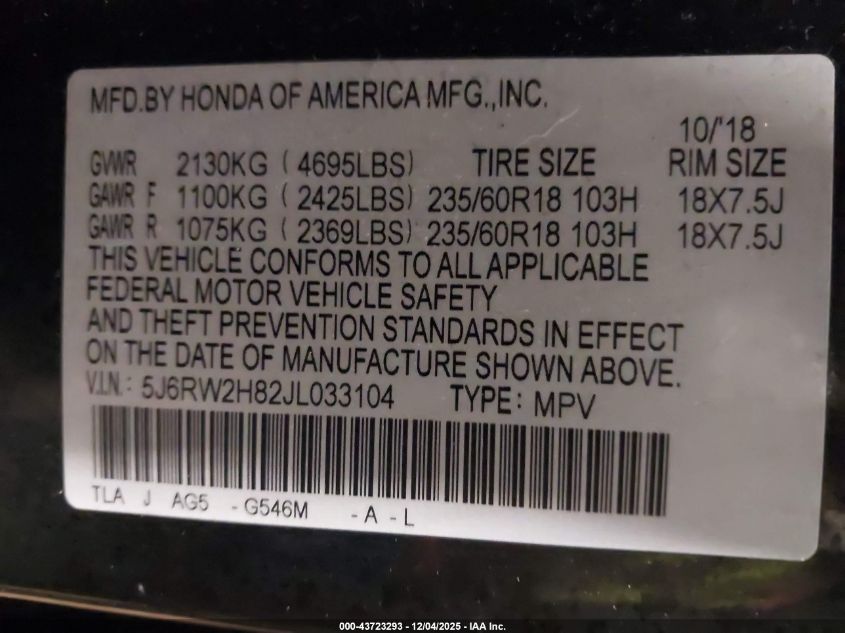 MFD.BY HONDA OF AMERICA MFG.,INC.
10/'18
GVWR 2130KG ( 4695LBS) TIRE SIZE RIM SIZE
GAWR F 1100KG ( 2425LBS) 235/60R18 103H 18X7.5J
GAWR R 1075KG ( 2369LBS) 235/60R18 103H 18X7.5J
THIS VEHICLE CONFORMS TO ALL APPLICABLE
FEDERAL MOTOR VEHICLE SAFETY
AND THEFT PREVENTION STANDARDS IN EFFECT
ON THE DATE OF MANUFACTURE SHOWN ABOVE.
V.I.N.: 5J6RW2H82JL033104 TYPE: MPV
TLA J AG5 - G546M - A - L
000-43723293 - 12/04/2025 - IAA Inc.